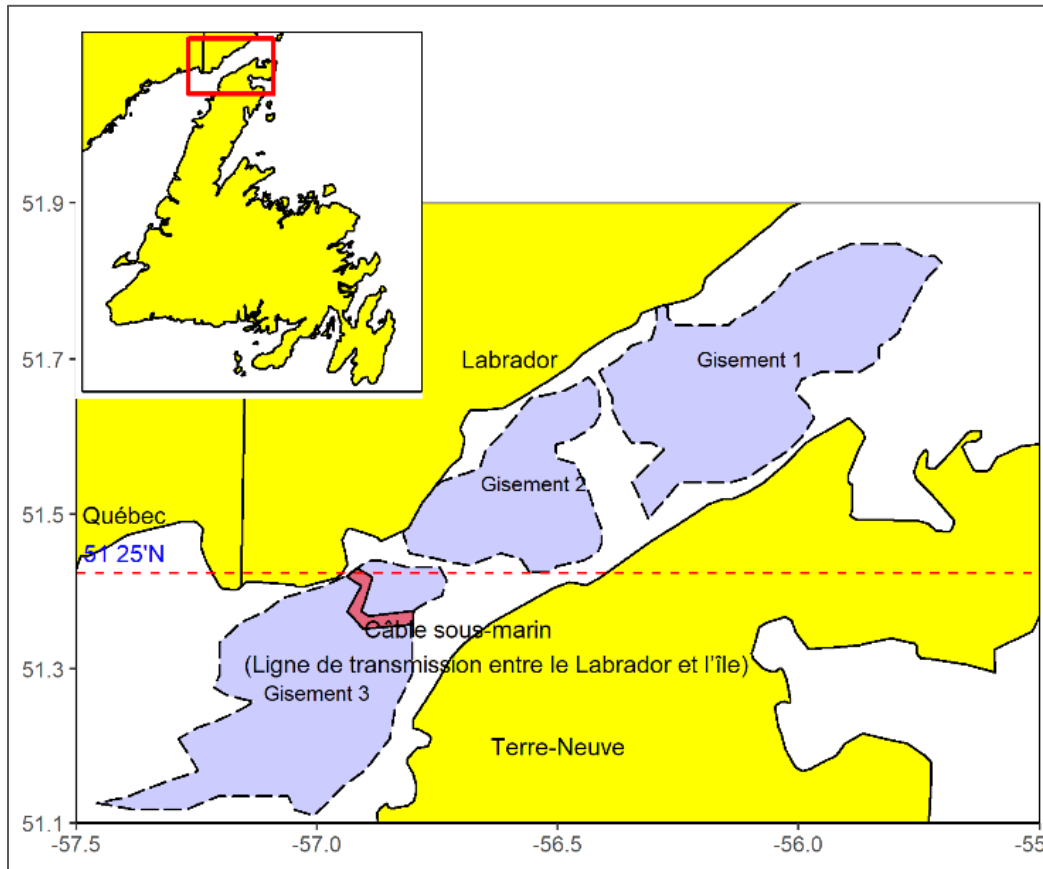 51.9
Labrador
Gisement 1
51.7
Gisement 2
51.5
Québec
51 25'N
Câble sous-marin
(Ligne de transmission entre le Labrador et l'île)
51.3
Gisement 3
Terre-Neuve
51.1
-57.5 -57.0 -56.5 -56.0 -55